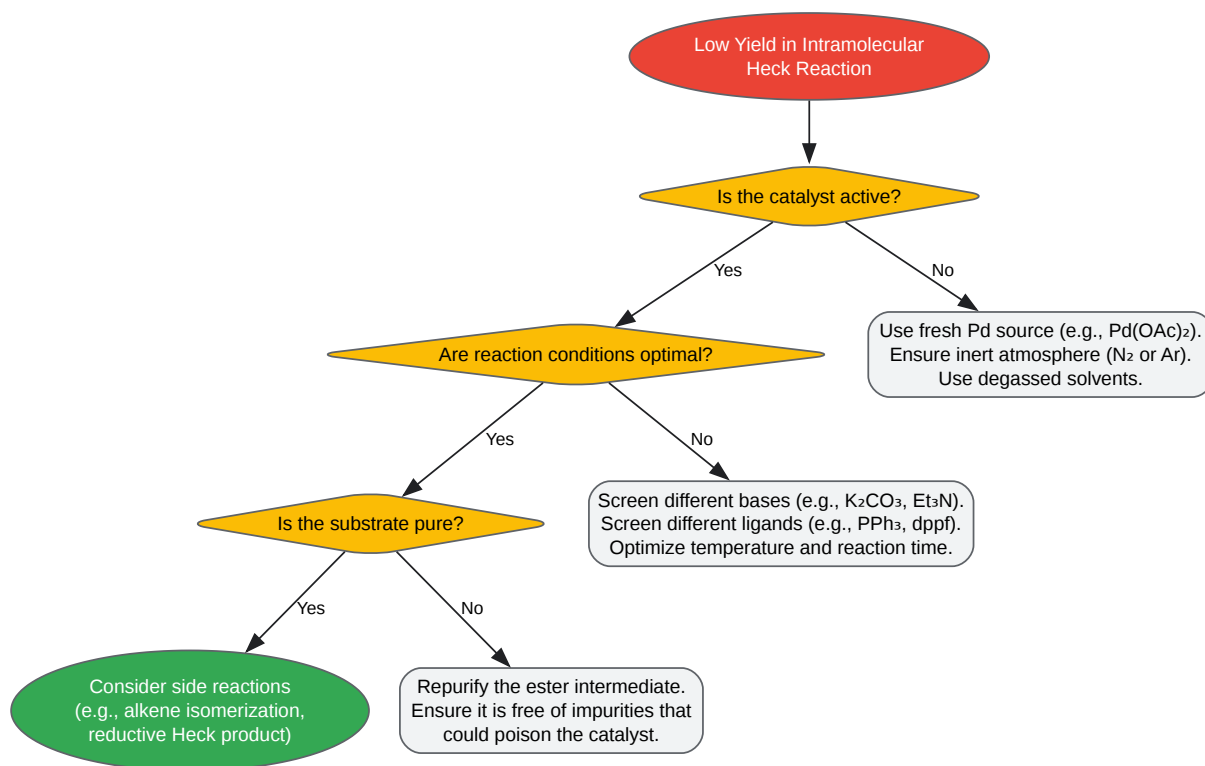 Low Yield in Intramolecular
Heck Reaction
Is the catalyst active?
Yes
No
Are reaction conditions optimal?
Use fresh Pd source (e.g., Pd(OAc)₂).
Ensure inert atmosphere (N₂ or Ar).
Use degassed solvents.
Yes
No
Is the substrate pure?
Screen different bases (e.g., K₂CO₃, Et₃N).
Screen different ligands (e.g., PPh₃, dppf).
Optimize temperature and reaction time.
Yes
No
Consider side reactions
(e.g., alkene isomerization,
reductive Heck product)
Repurify the ester intermediate.
Ensure it is free of impurities that
could poison the catalyst.